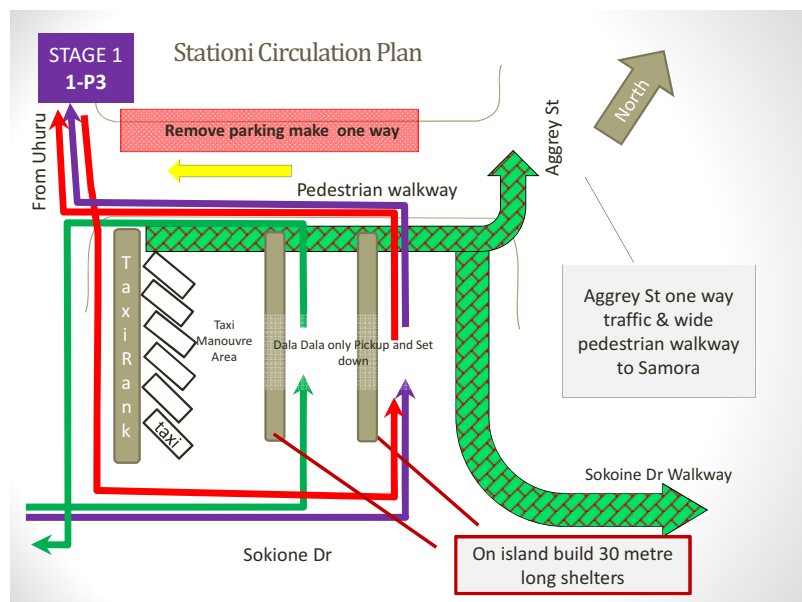 STAGE 1
1-P3
Stationi Circulation Plan
North
Remove parking make one way
From Uhuru
Aggrey St
Pedestrian walkway
Taxi Rank
Taxi
Manouvre
Area
Dala Dala only Pickup and Set
down
taxi
Aggrey St one way
traffic & wide
pedestrian walkway
to Samora
Sokoine Dr Walkway
Sokione Dr
On island build 30 metre
long shelters